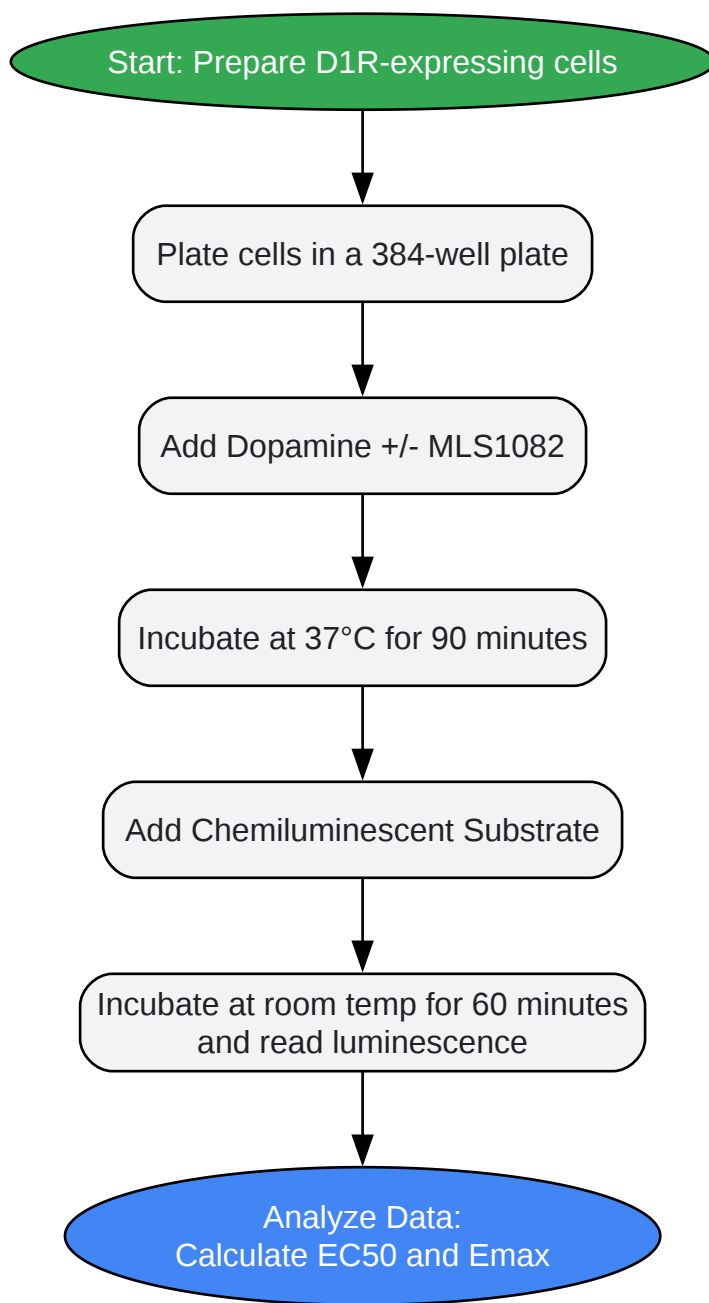 Start: Prepare D1R-expressing cells
Plate cells in a 384-well plate
Add Dopamine +/- MLS1082
Incubate at 37°C for 90 minutes
Add Chemiluminescent Substrate
Incubate at room temp for 60 minutes
and read luminescence
Analyze Data:
Calculate EC50 and Emax